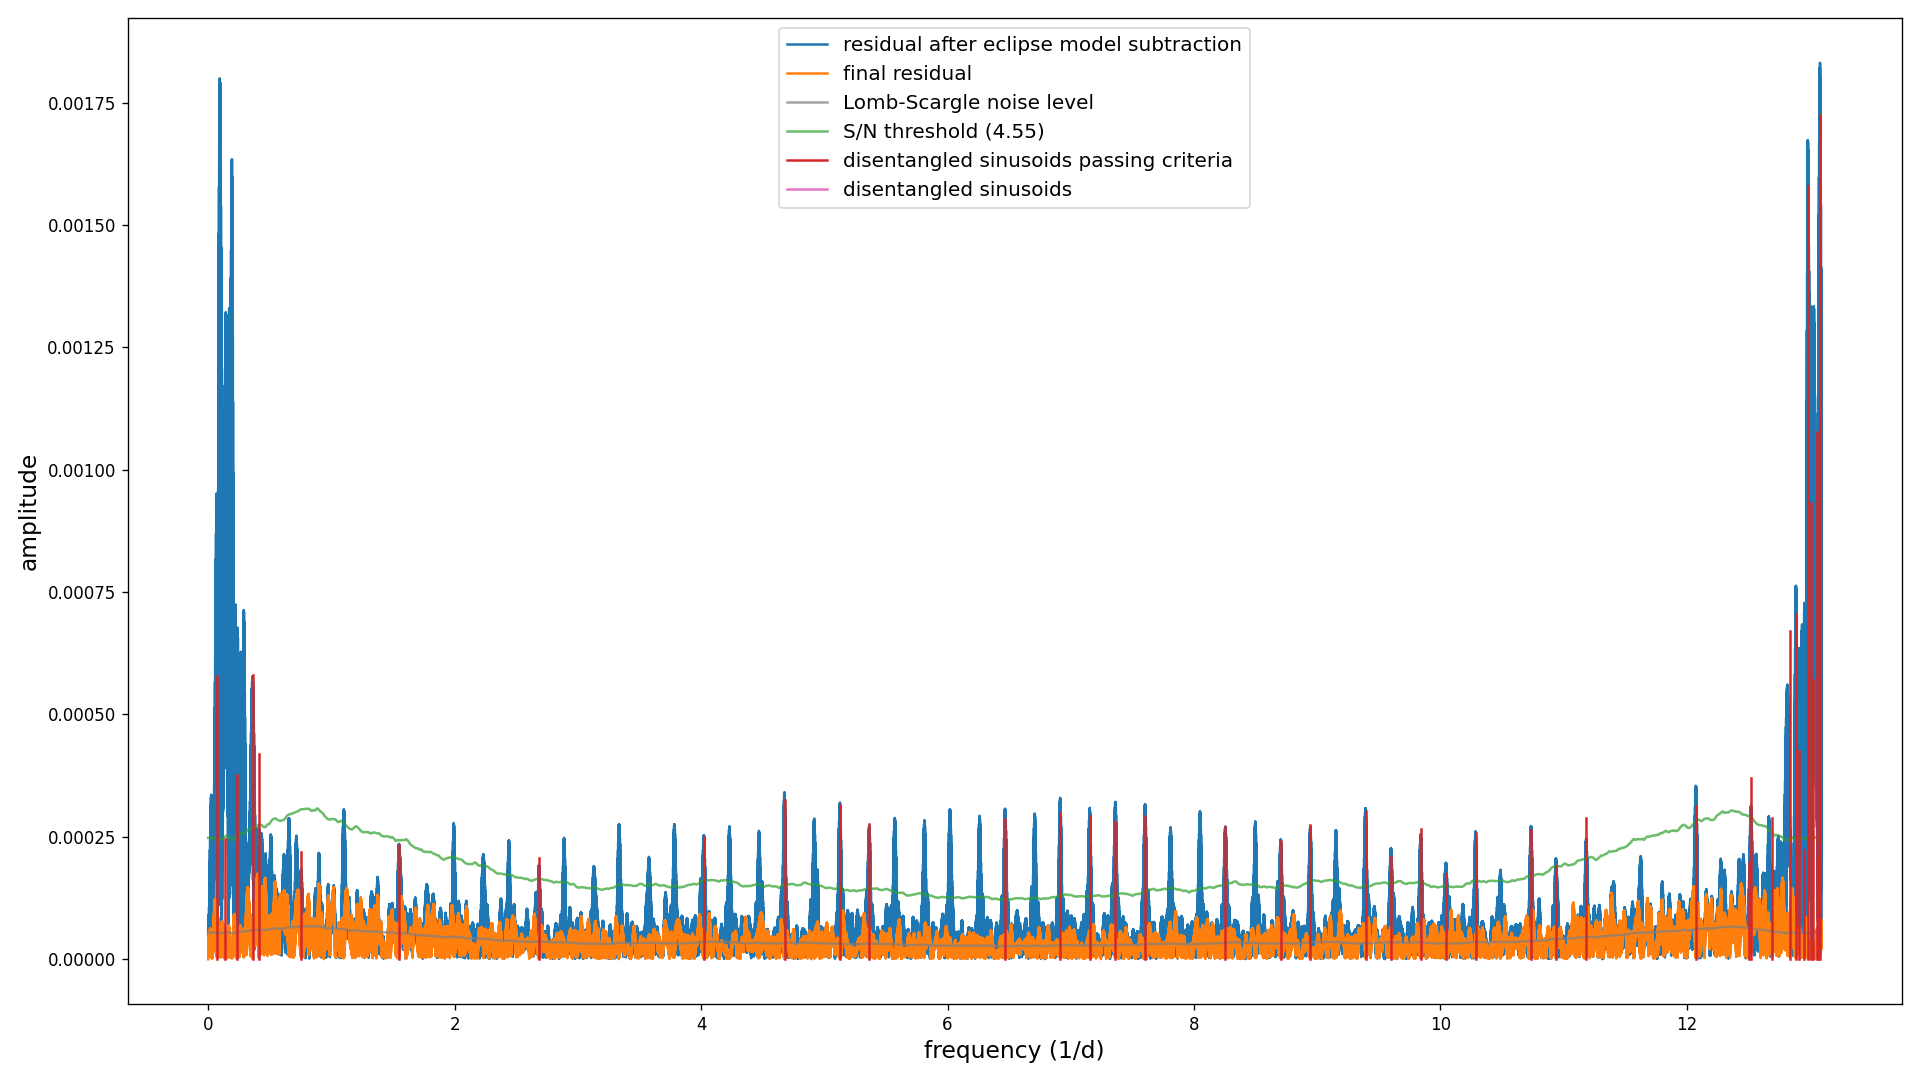 residual after eclipse model subtraction
final residual
Lomb-Scargle noise level
S/N threshold (4.55)
disentangled sinusoids passing criteria
disentangled sinusoids
amplitude
0.00175
0.00150
0.00125
0.00100
0.00075
0.00050
0.00025
0.00000
0 2 4 6 8 10 12
frequency (1/d)